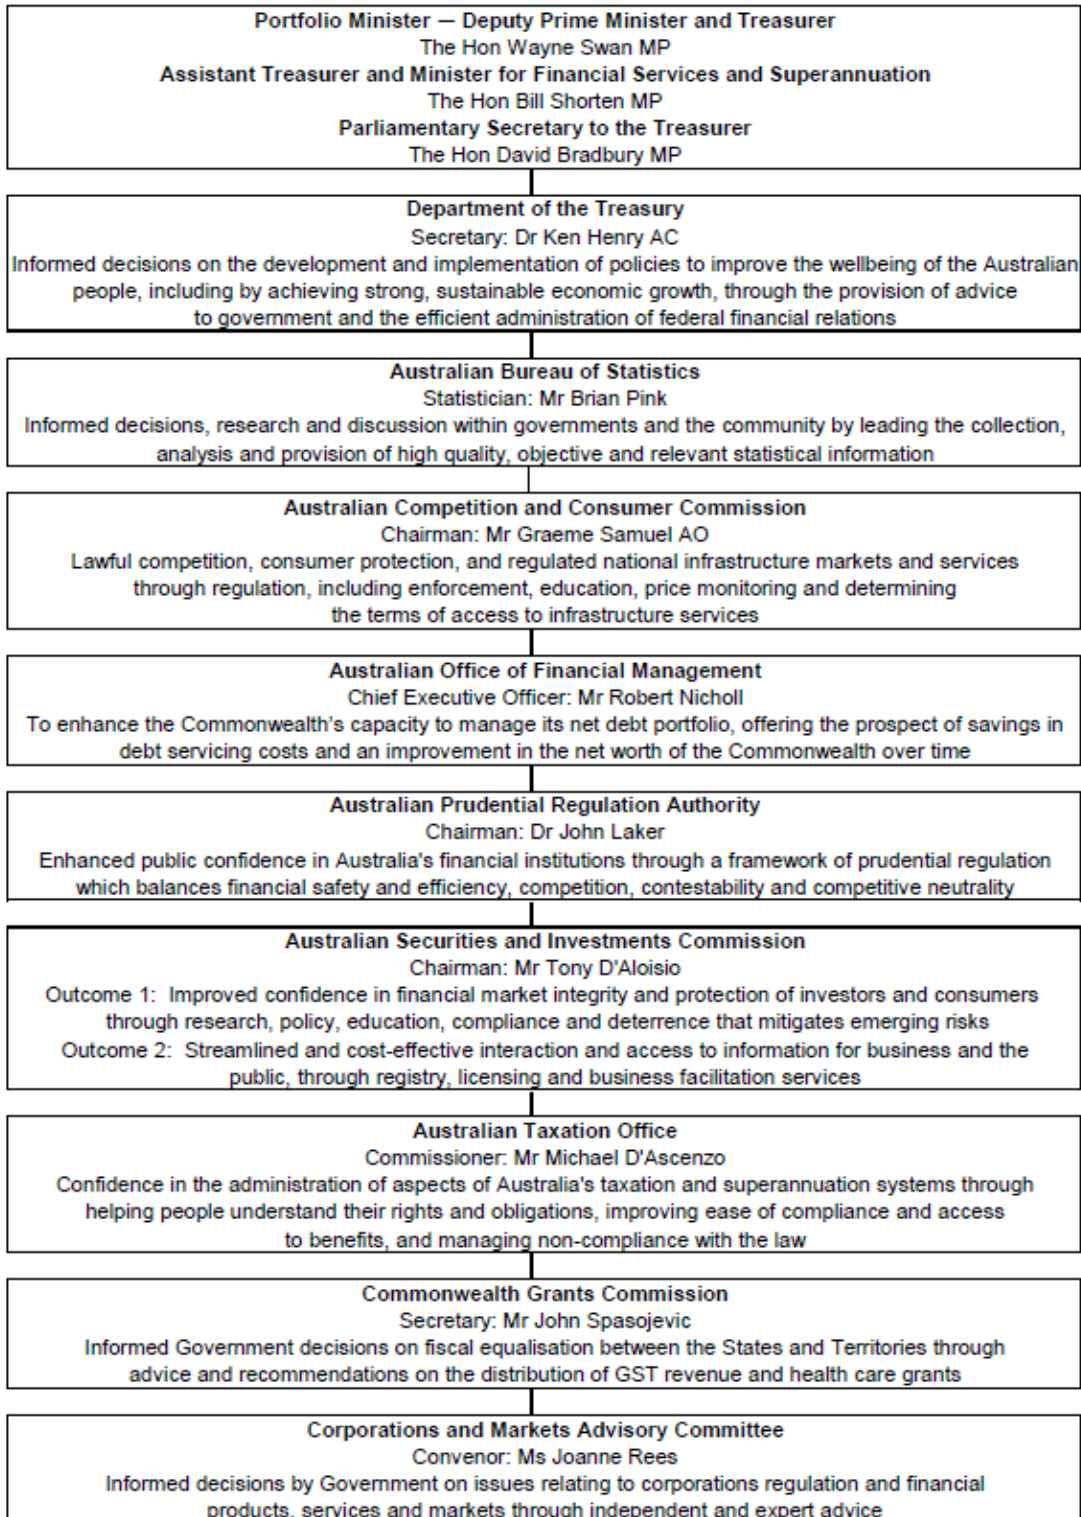 Portfolio Minister — Deputy Prime Minister and Treasurer
The Hon Wayne Swan MP
Assistant Treasurer and Minister for Financial Services and Superannuation
The Hon Bill Shorten MP
Parliamentary Secretary to the Treasurer
The Hon David Bradbury MP
Department of the Treasury
Secretary: Dr Ken Henry AC
Informed decisions on the development and implementation of policies to improve the wellbeing of the Australian
people, including by achieving strong, sustainable economic growth, through the provision of advice
to government and the efficient administration of federal financial relations
Australian Bureau of Statistics
Statistician: Mr Brian Pink
Informed decisions, research and discussion within governments and the community by leading the collection,
analysis and provision of high quality, objective and relevant statistical information
Australian Competition and Consumer Commission
Chairman: Mr Graeme Samuel AO
Lawful competition, consumer protection, and regulated national infrastructure markets and services
through regulation, including enforcement, education, price monitoring and determining
the terms of access to infrastructure services
Australian Office of Financial Management
Chief Executive Officer: Mr Robert Nicholl
To enhance the Commonwealth's capacity to manage its net debt portfolio, offering the prospect of savings in
debt servicing costs and an improvement in the net worth of the Commonwealth over time
Australian Prudential Regulation Authority
Chairman: Dr John Laker
Enhanced public confidence in Australia's financial institutions through a framework of prudential regulation
which balances financial safety and efficiency, competition, contestability and competitive neutrality
Australian Securities and Investments Commission
Chairman: Mr Tony D'Aloisio
Outcome 1: Improved confidence in financial market integrity and protection of investors and consumers
through research, policy, education, compliance and deterrence that mitigates emerging risks
Outcome 2: Streamlined and cost-effective interaction and access to information for business and the
public, through registry, licensing and business facilitation services
Australian Taxation Office
Commissioner: Mr Michael D'Ascenzo
Confidence in the administration of aspects of Australia's taxation and superannuation systems through
helping people understand their rights and obligations, improving ease of compliance and access
to benefits, and managing non-compliance with the law
Commonwealth Grants Commission
Secretary: Mr John Spasojevic
Informed Government decisions on fiscal equalisation between the States and Territories through
advice and recommendations on the distribution of GST revenue and health care grants
Corporations and Markets Advisory Committee
Convenor: Ms Joanne Rees
Informed decisions by Government on issues relating to corporations regulation and financial
products, services and markets through independent and expert advice